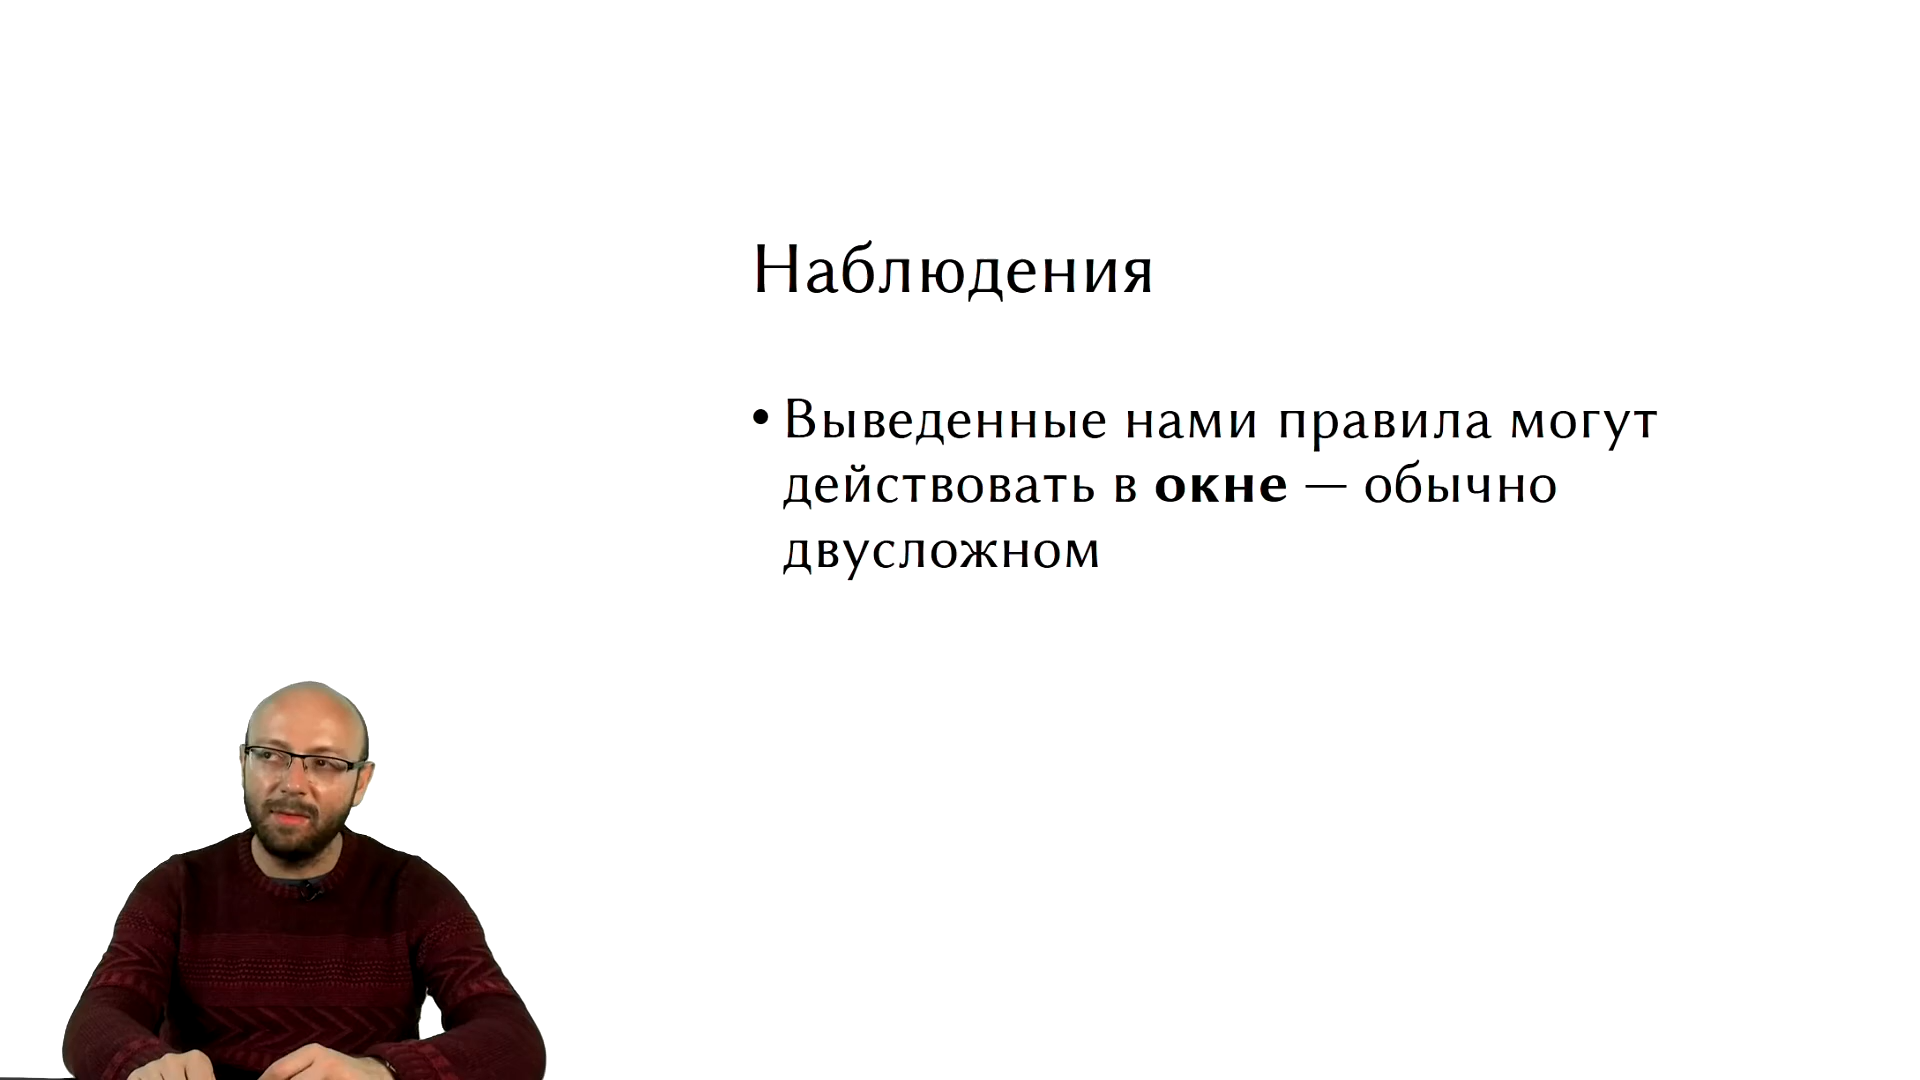 Наблюдения
• Выведенные нами правила могут
действовать в окне — обычно
двусложном